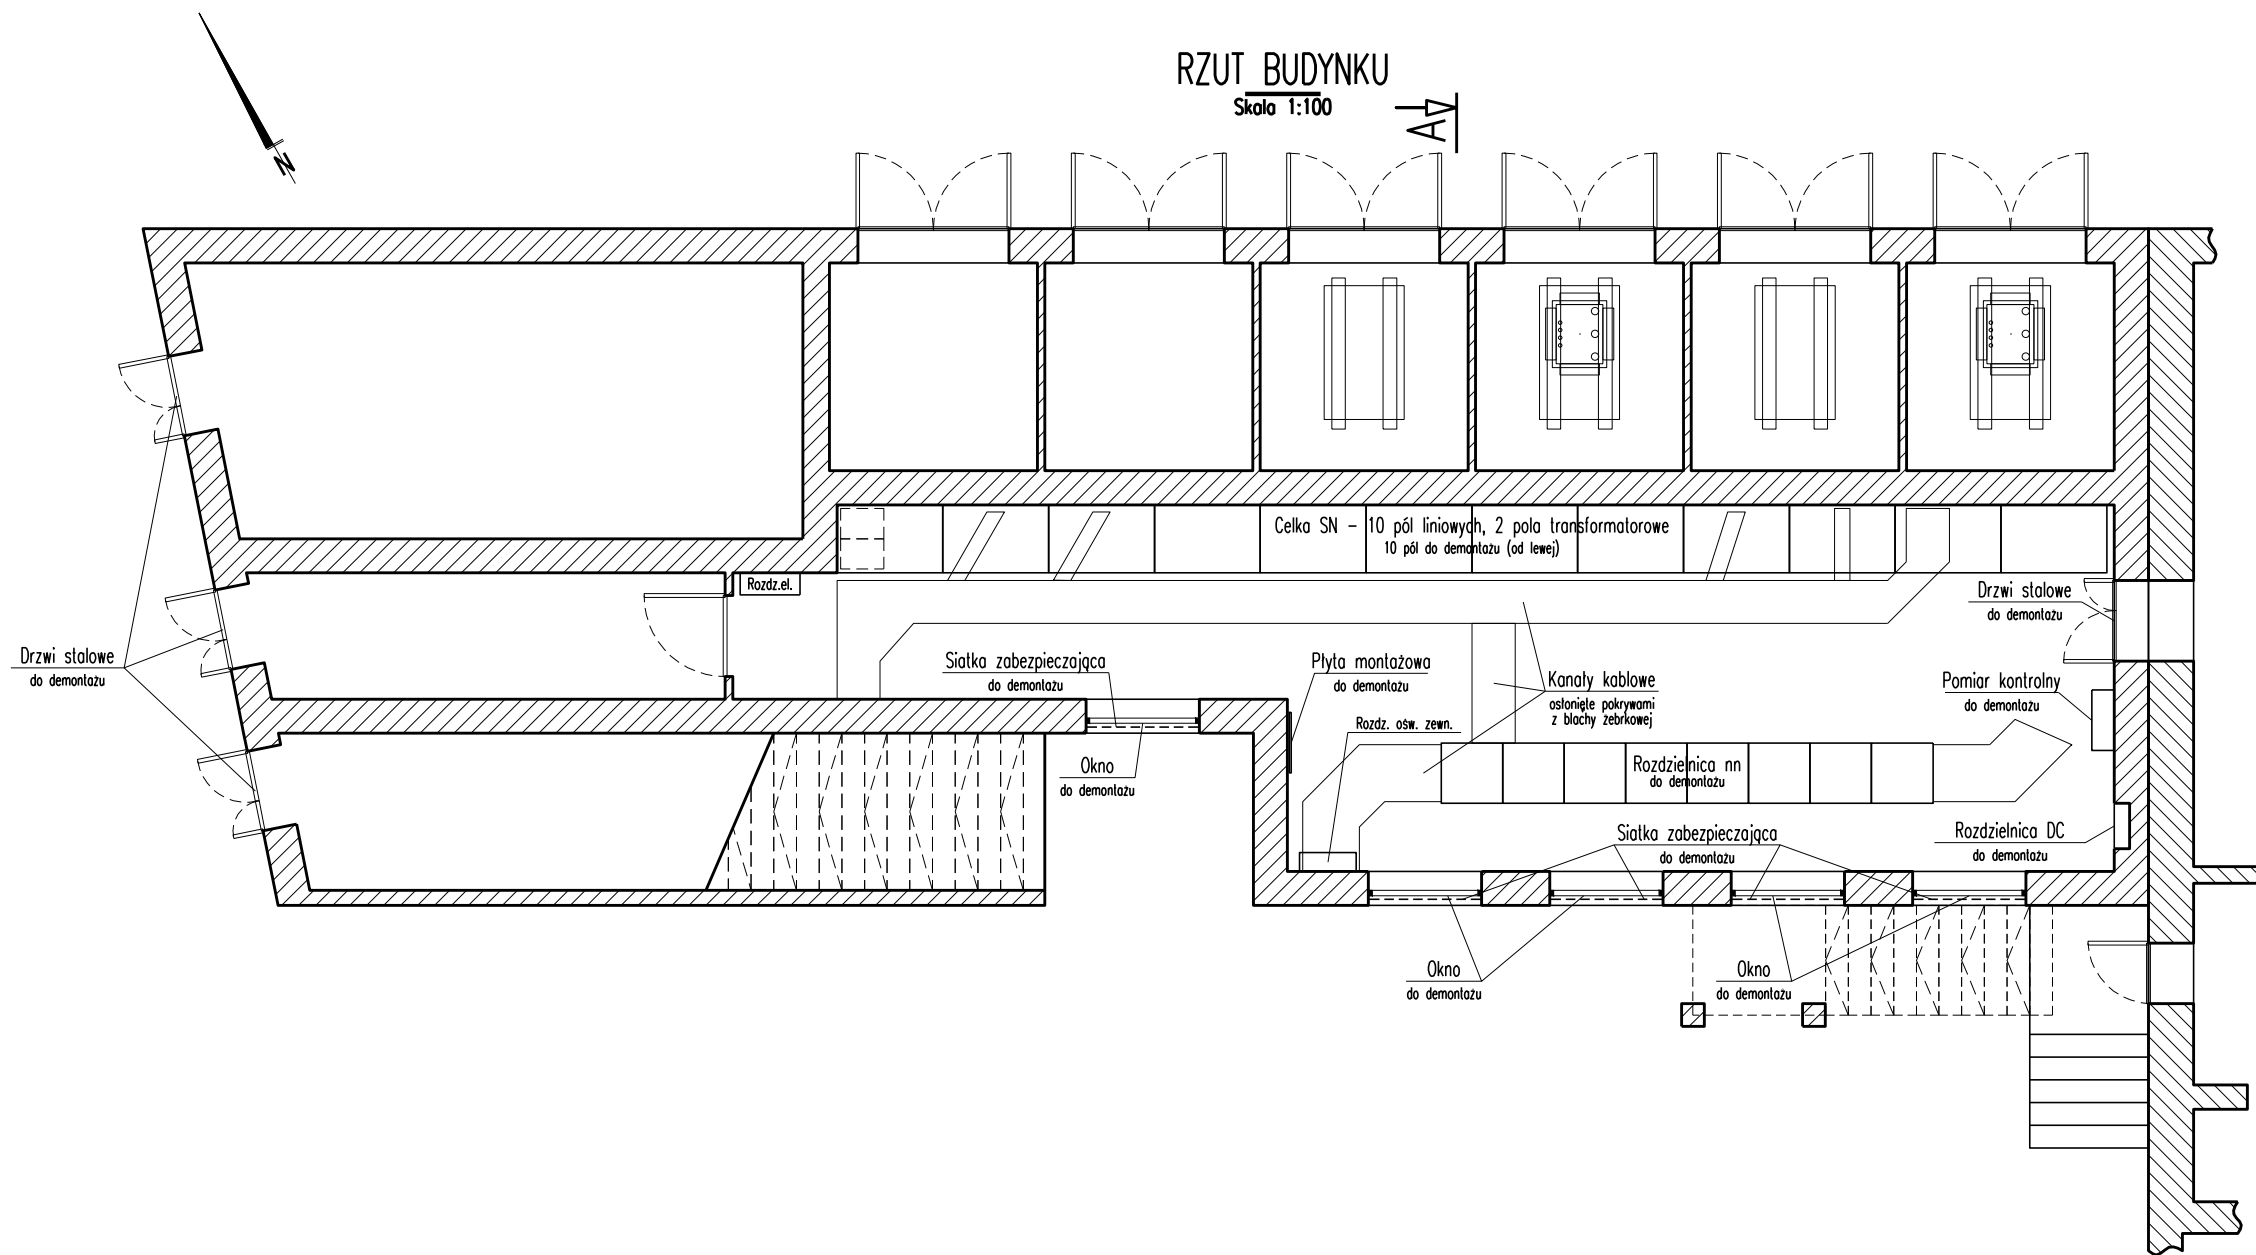 RZUT BUDYNKU
Skala 1:100
A
N
Celka SN - 10 pól liniowych, 2 pola transformatorowe
10 pól do demontażu (od lewej)
Rozdz.el.
Drzwi stalowe
do demontażu
Drzwi stalowe
do demontażu
Siatka zabezpieczająca
do demontażu
Płyta montażowa
do demontażu
Kanały kablowe
osłonięte pokrywami
z blachy żebrkowej
Pomiar kontrolny
do demontażu
Rozdz. ośw. zewn.
Okno
do demontażu
Rozdzielnica nn
do demontażu
Siatka zabezpieczająca
do demontażu
Rozdzielnica DC
do demontażu
Okno
do demontażu
Okno
do demontażu